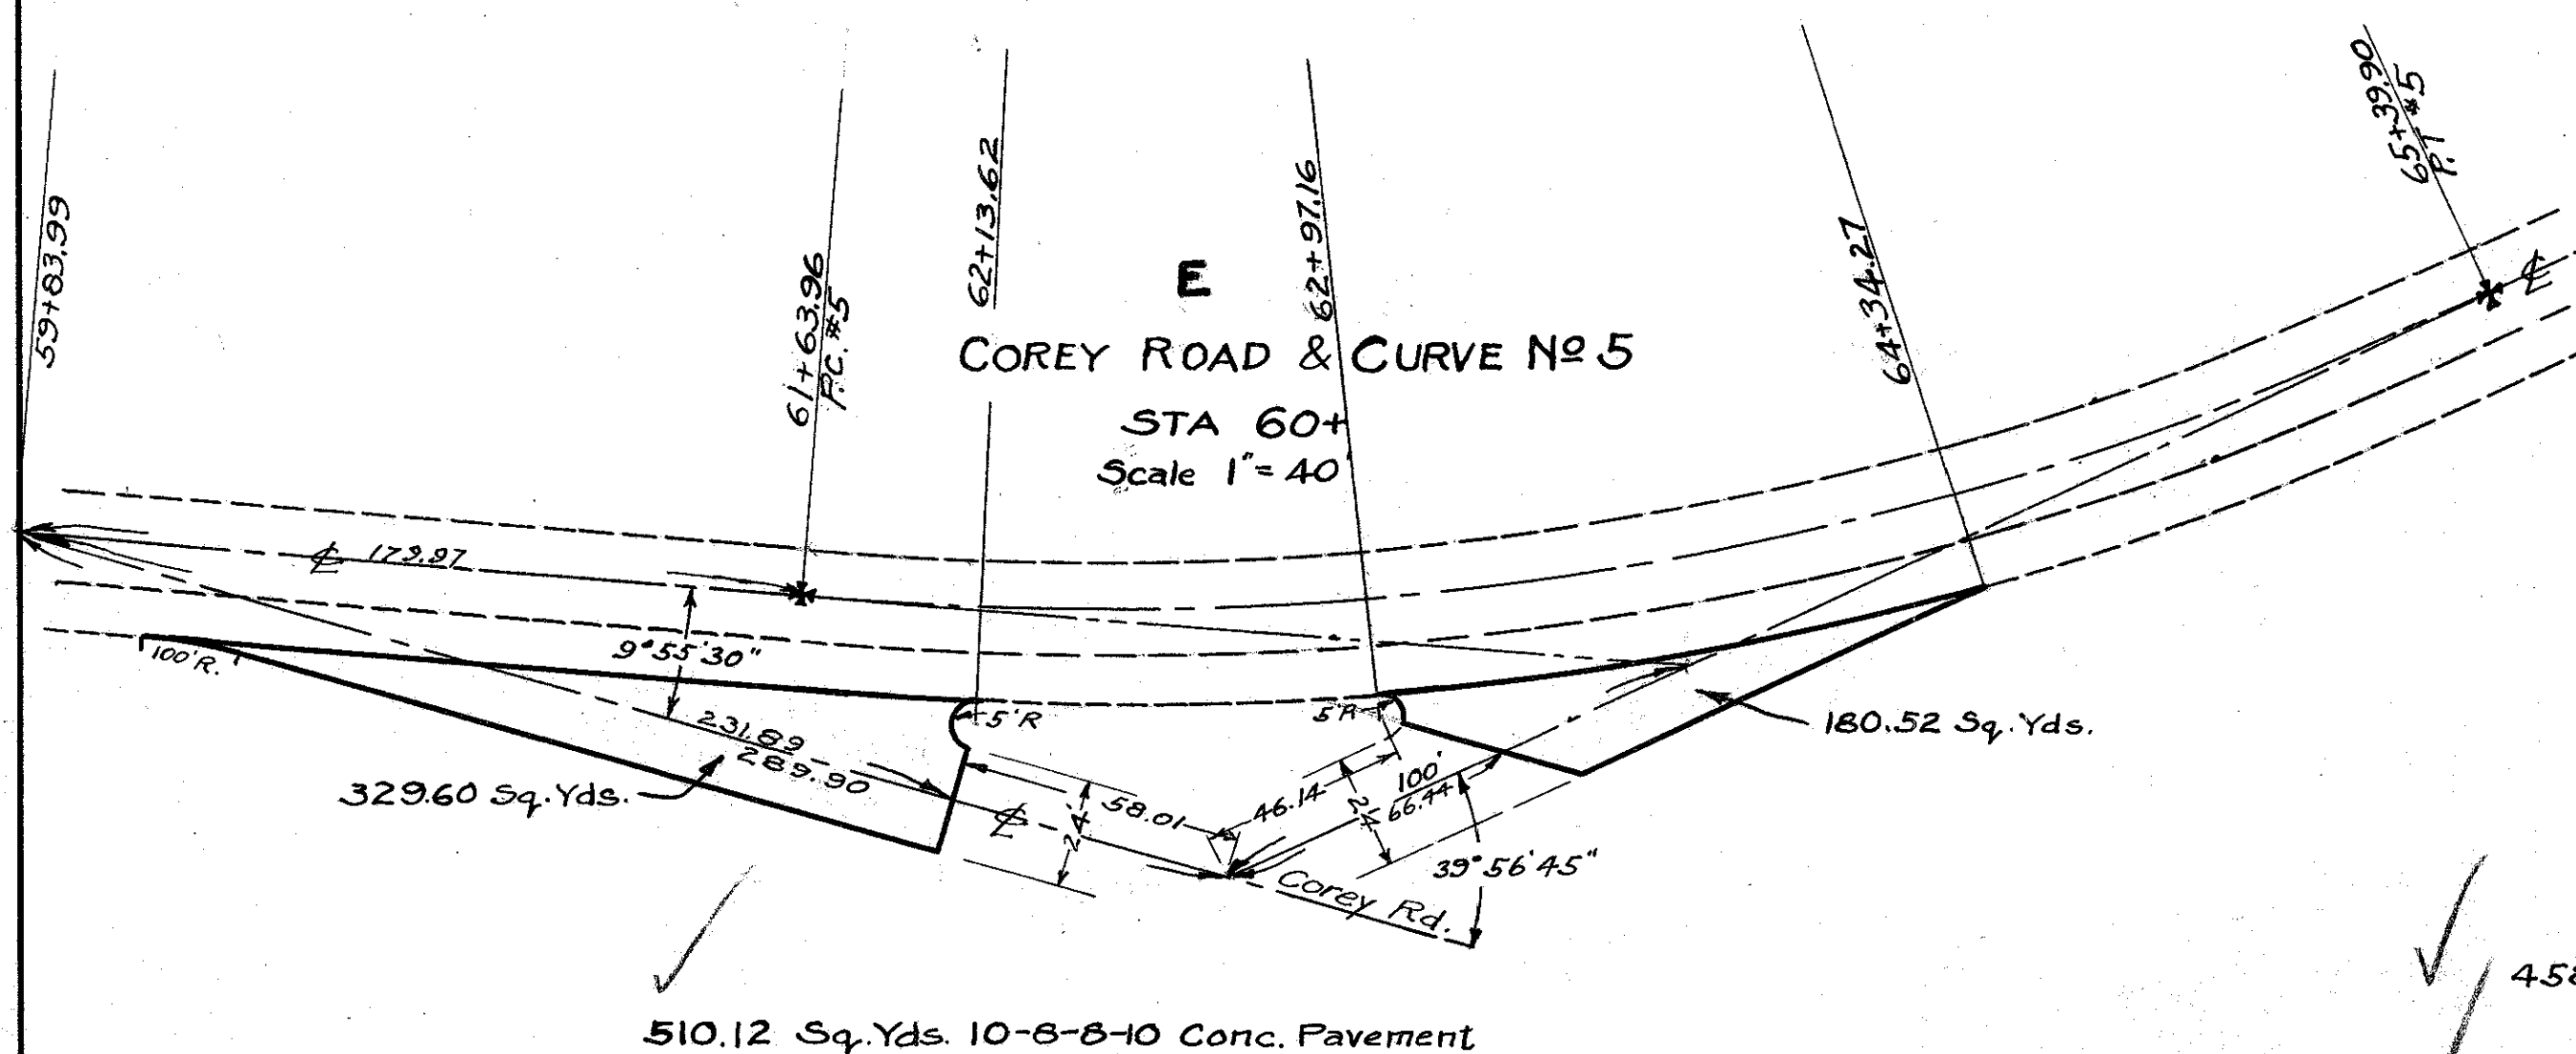 59+83.99
61+63.96
P.C. #5
62+13.62
62+97.16
64+34.27
65+39.90
P.T #5
E
COREY ROAD & CURVE Nº 5
STA 60+
Scale 1"= 40'
℄ 179.97
℄
9°55'30"
100'R.
5'R
5 R
231.89
289.90
329.60 Sq.Yds.
180.52 Sq.Yds.
℄
24'
58.01
46.14
24
100'
66.44
39°56'45"
Corey Rd.
510.12 Sq.Yds. 10-8-8-10 Conc. Pavement
458